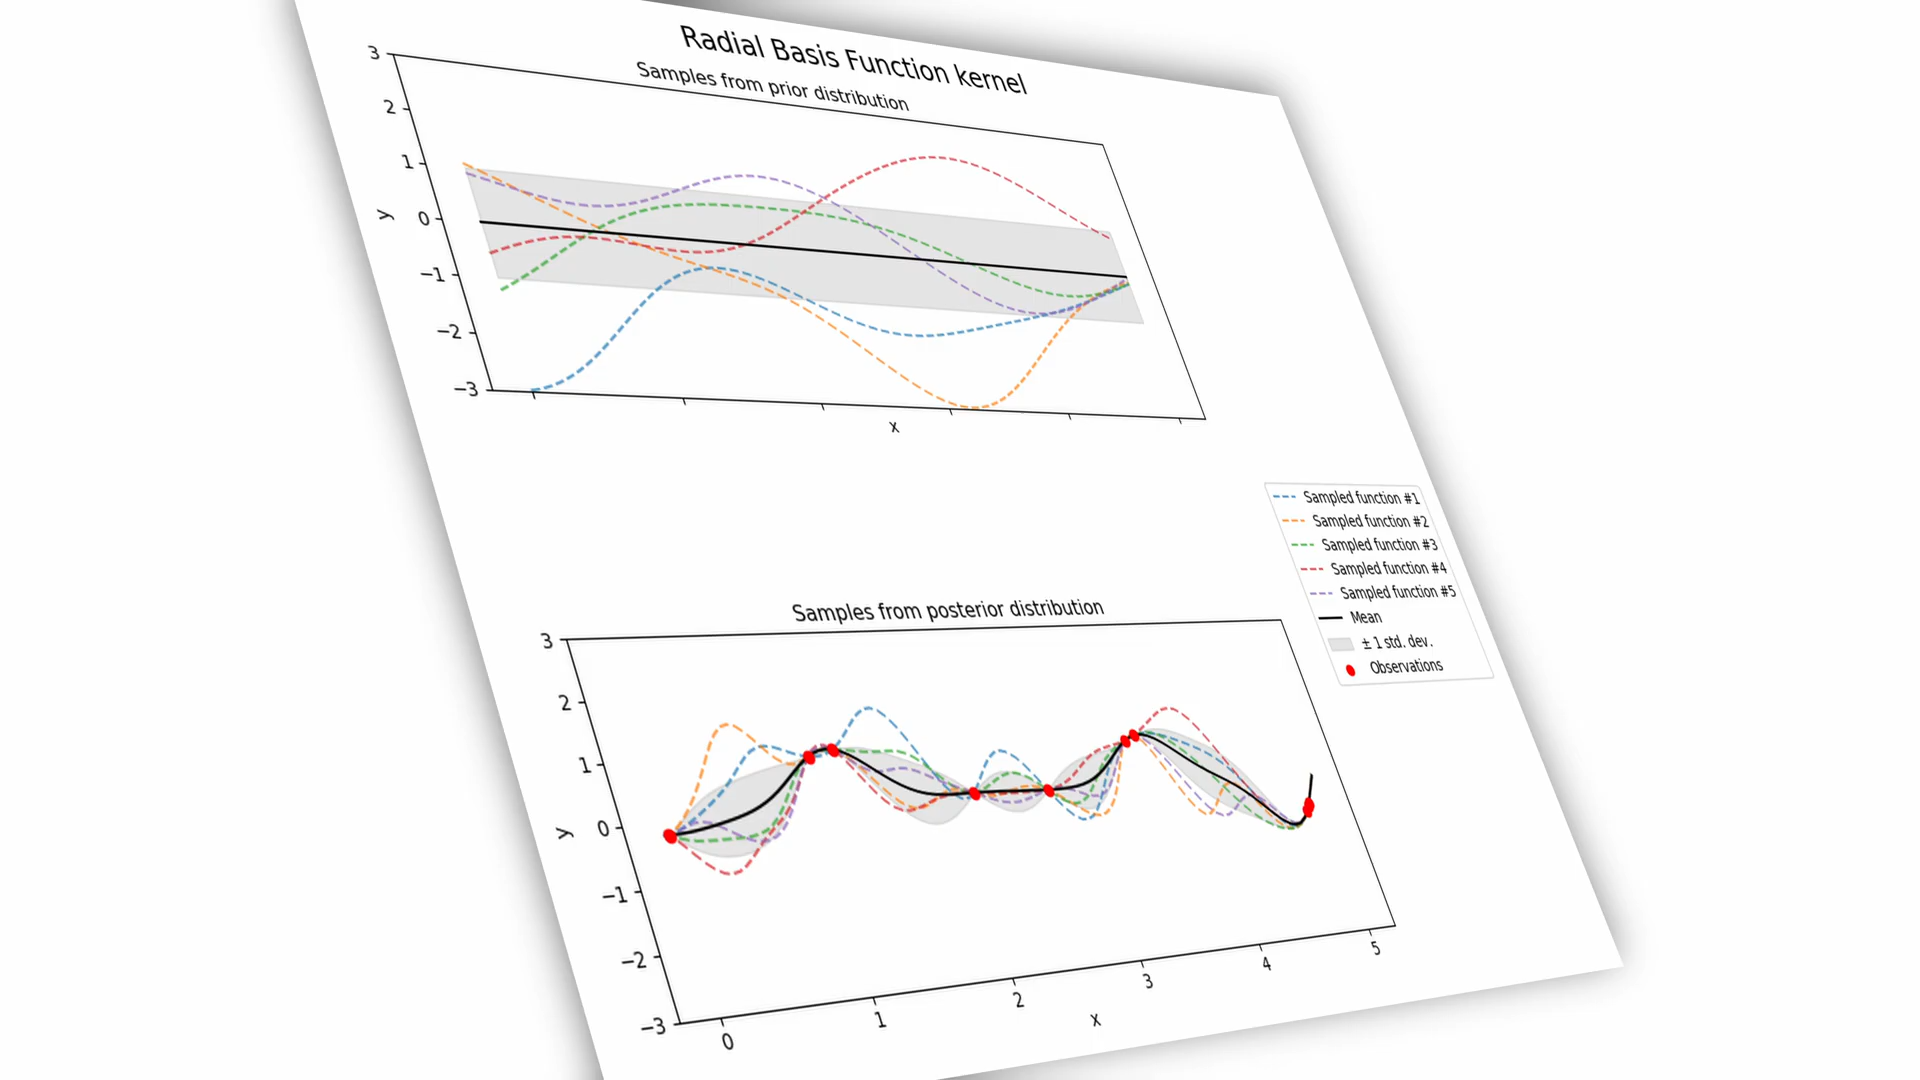 Radial Basis Function kernel
Samples from prior distribution
3
2
1
0
−1
−2
−3
y
x
Sampled function #1
Sampled function #2
Sampled function #3
Sampled function #4
Sampled function #5
Mean
± 1 std. dev.
Observations
Samples from posterior distribution
3
2
1
0
−1
−2
−3
y
0
1
2
3
4
5
x